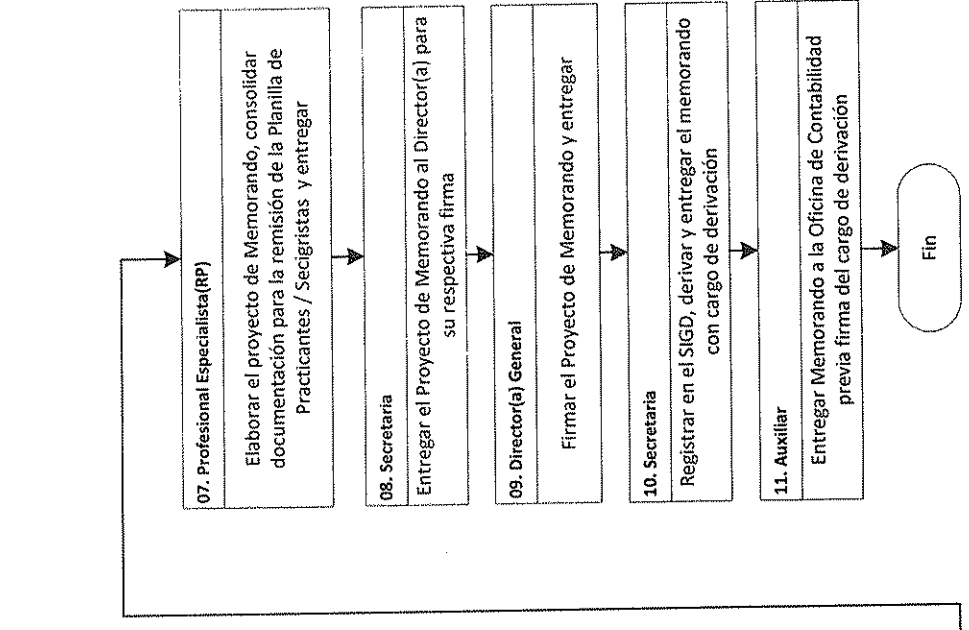 07. Profesional Especialista(RP)
Elaborar el proyecto de Memorando, consolidar
documentación para la remisión de la Planilla de
Practicantes / Secigristas y entregar
08. Secretaria
Entregar el Proyecto de Memorando al Director(a) para
su respectiva firma
09. Director(a) General
Firmar el Proyecto de Memorando y entregar
10. Secretaria
Registrar en el SIGD, derivar y entregar el memorando
con cargo de derivación
11. Auxiliar
Entregar Memorando a la Oficina de Contabilidad
previa firma del cargo de derivación
Fin